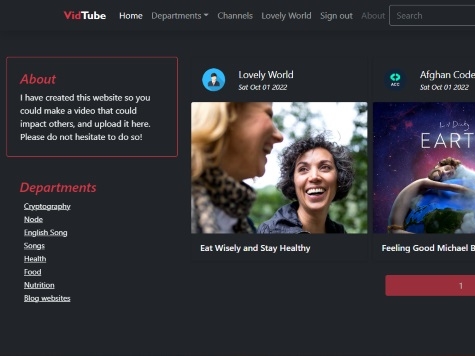 VidTube Home Departments Channels Lovely World Sign out About Search
About
I have created this website so you
could make a video that could
impact others, and upload it here.
Please do not hesitate to do so!
Departments
Cryptography
Node
English Song
Songs
Health
Food
Nutrition
Blog websites
Lovely World
Sat Oct 01 2022
Eat Wisely and Stay Healthy
ACC
Afghan Code
Sat Oct 01 2022
EART
Feeling Good Michael B
1